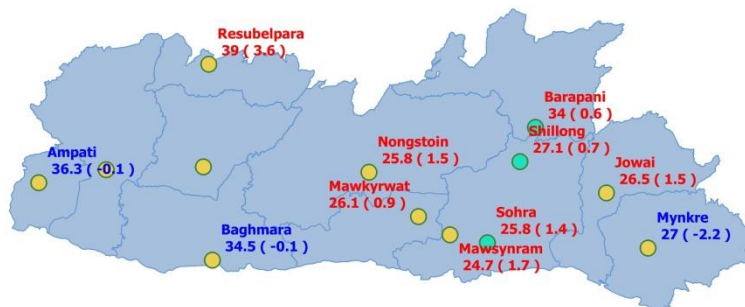 Resubelpara
39 ( 3.6 )
Barapani
34 ( 0.6 )
Shillong
27.1 ( 0.7 )
Nongstoin
25.8 ( 1.5 )
Ampati
36.3 ( -0.1 )
Jowai
26.5 ( 1.5 )
Mawkyrwat
26.1 ( 0.9 )
Sohra
25.8 ( 1.4 )
Mynkre
27 ( -2.2 )
Baghmara
34.5 ( -0.1 )
Mawsynram
24.7 ( 1.7 )